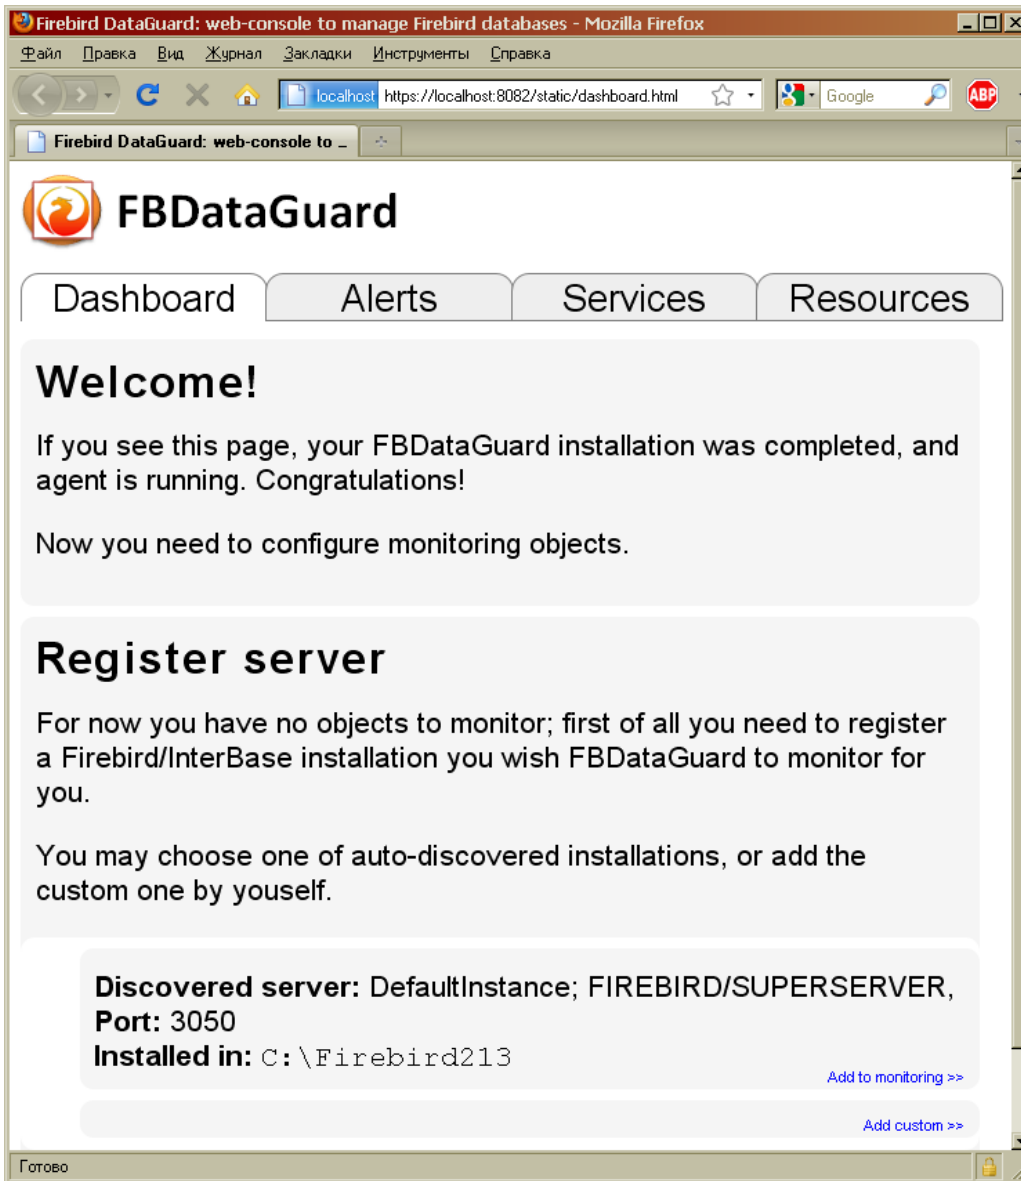 Firebird DataGuard: web-console to manage Firebird databases - Mozilla Firefox
Файл Правка Вид Журнал Закладки Инструменты Справка
localhost https://localhost:8082/static/dashboard.html Google ABP
Firebird DataGuard: web-console to ...
FBDataGuard
Dashboard Alerts Services Resources
Welcome!
If you see this page, your FBDataGuard installation was completed, and
agent is running. Congratulations!
Now you need to configure monitoring objects.
Register server
For now you have no objects to monitor; first of all you need to register
a Firebird/InterBase installation you wish FBDataGuard to monitor for
you.
You may choose one of auto-discovered installations, or add the
custom one by youself.
Discovered server: DefaultInstance; FIREBIRD/SUPERSERVER,
Port: 3050
Installed in: C:\Firebird213
Add to monitoring >>
Add custom >>
Готово